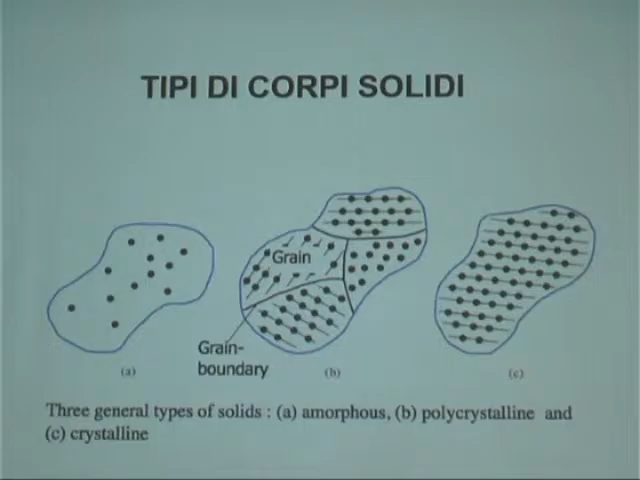 TIPI DI CORPI SOLIDI
Grain
Grain-
boundary
(a)
(b)
(c)
Three general types of solids : (a) amorphous, (b) polycrystalline and
(c) crystalline